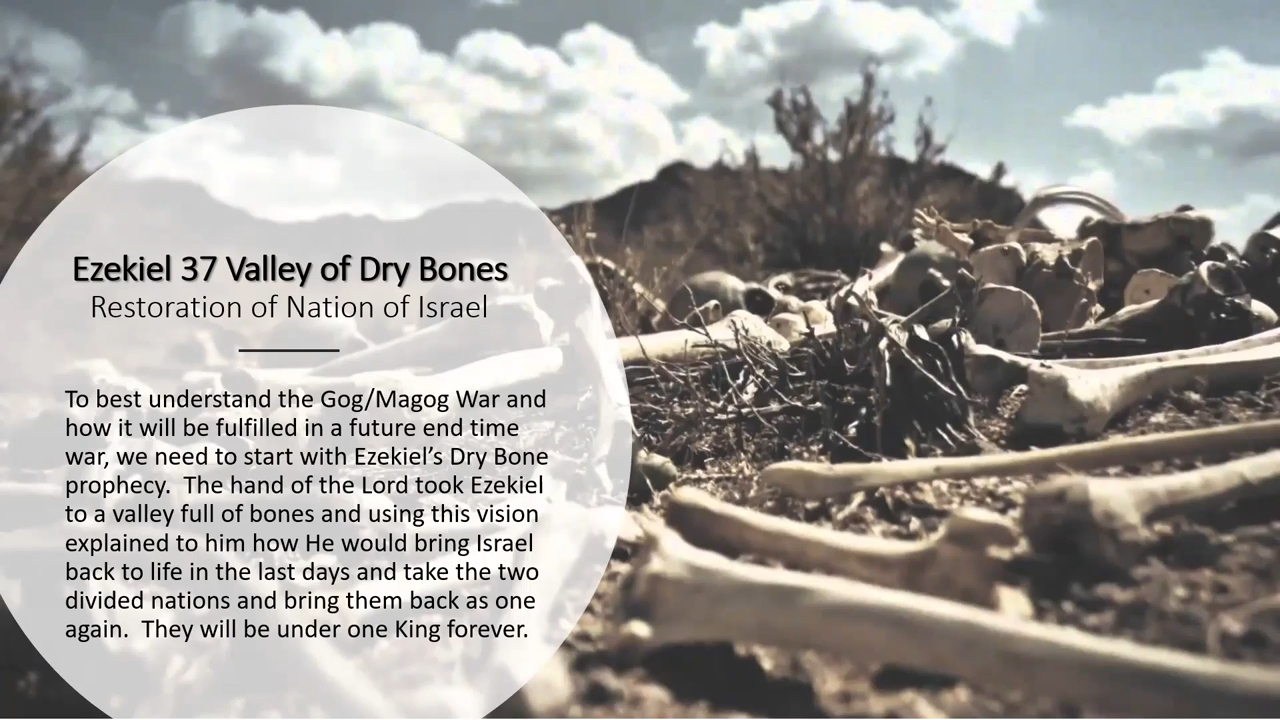 Ezekiel 37 Valley of Dry Bones
Restoration of Nation of Israel
To best understand the Gog/Magog War and
how it will be fulfilled in a future end time
war, we need to start with Ezekiel’s Dry Bone
prophecy.  The hand of the Lord took Ezekiel
to a valley full of bones and using this vision
explained to him how He would bring Israel
back to life in the last days and take the two
divided nations and bring them back as one
again.  They will be under one King forever.